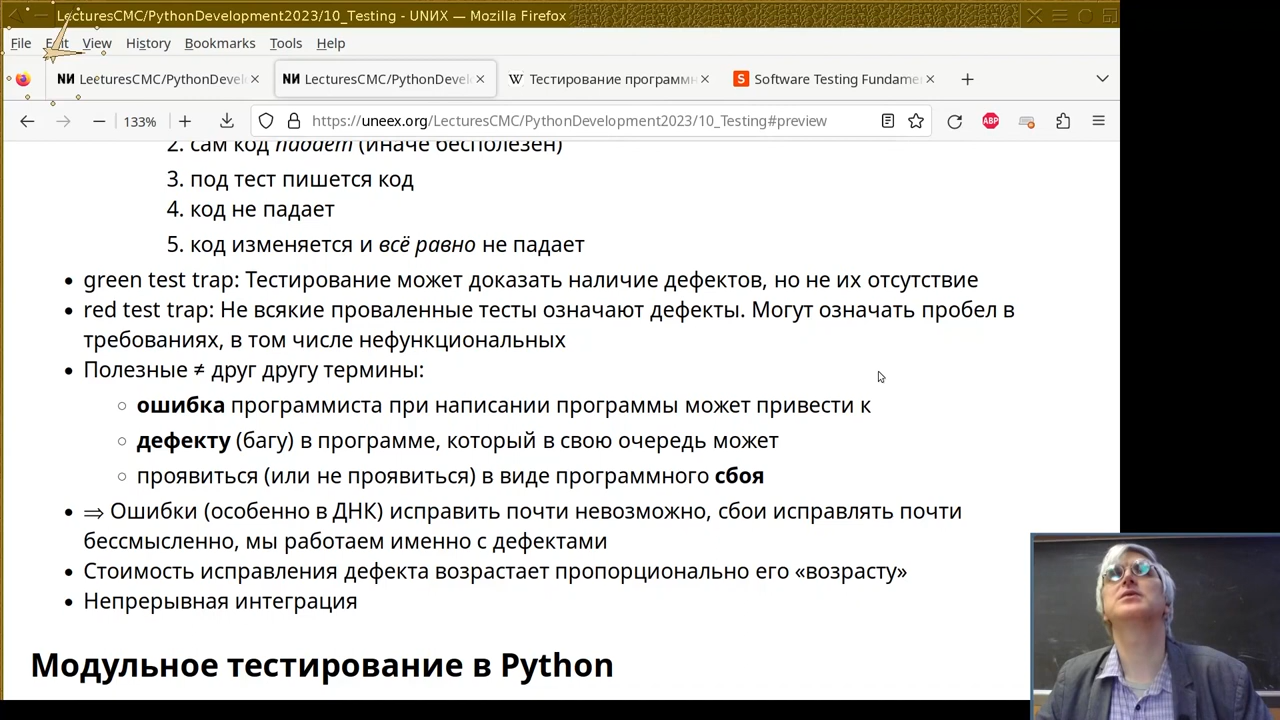 LecturesCMC/PythonDevelopment2023/10_Testing - UNИX — Mozilla Firefox
File Edit View History Bookmarks Tools Help
NИ LecturesCMC/PythonDevel
NИ LecturesCMC/PythonDevelo
W Тестирование программн
S Software Testing Fundame
133%
https://uneex.org/LecturesCMC/PythonDevelopment2023/10_Testing#preview
ABP
2. сам код падает (иначе бесполезен)
3. под тест пишется код
4. код не падает
5. код изменяется и всё равно не падает
green test trap: Тестирование может доказать наличие дефектов, но не их отсутствие
red test trap: Не всякие проваленные тесты означают дефекты. Могут означать пробел в
требованиях, в том числе нефункциональных
Полезные ≠ друг другу термины:
ошибка программиста при написании программы может привести к
дефекту (багу) в программе, который в свою очередь может
проявиться (или не проявиться) в виде программного сбоя
⇒ Ошибки (особенно в ДНК) исправить почти невозможно, сбои исправлять почти
бессмысленно, мы работаем именно с дефектами
Стоимость исправления дефекта возрастает пропорционально его «возрасту»
Непрерывная интеграция
Модульное тестирование в Python